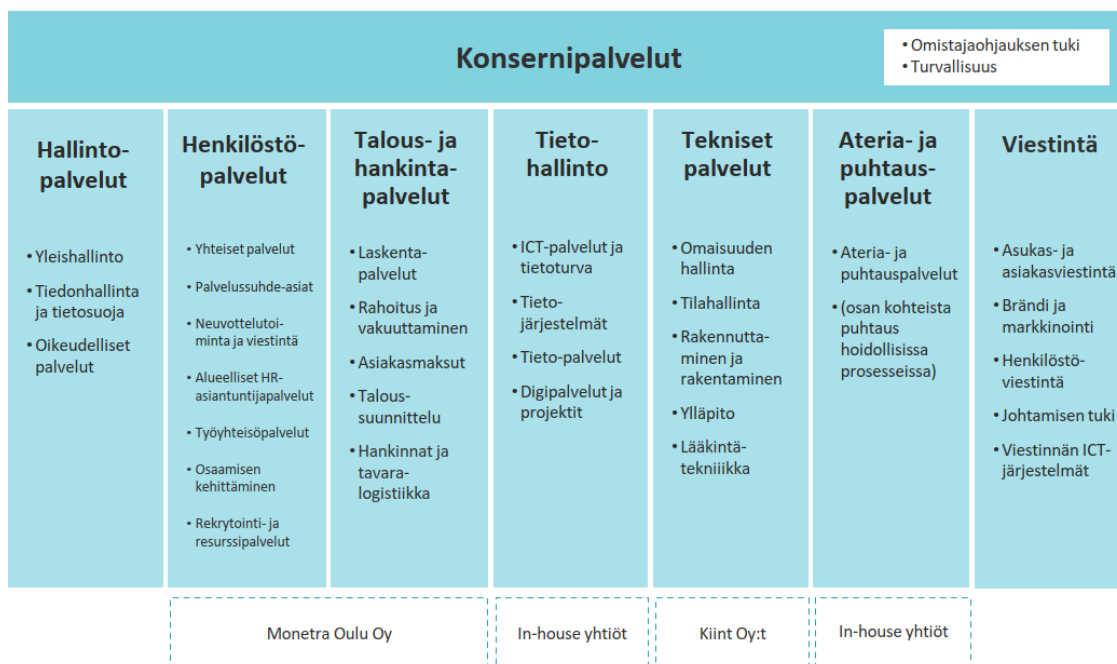 Konsernipalvelut
• Omistajaohjauksen tuki
• Turvallisuus
Hallinto-
palvelut
• Yleishallinto
• Tiedonhallinta
ja tietosuoja
• Oikeudelliset
palvelut
Henkilöstö-
palvelut
• Yhteiset palvelut
• Palvelussuhde-asiat
• Neuvottelutoi-
minta ja viestintä
• Alueelliset HR-
asiantuntijapalvelut
• Työyhteisöpalvelut
• Osaamisen
kehittäminen
• Rekrytointi- ja
resurssipalvelut
Talous- ja
hankinta-
palvelut
• Laskenta-
palvelut
• Rahoitus ja
vakuuttaminen
• Asiakasmaksut
• Talous-
suunnittelu
• Hankinnat ja
tavara-
logistiikka
Tieto-
hallinto
• ICT-palvelut ja
tietoturva
• Tieto-
järjestelmät
• Tieto-palvelut
• Digipalvelut ja
projektit
Tekniset
palvelut
• Omaisuuden
hallinta
• Tilahallinta
• Rakennutta-
minen ja
rakentaminen
• Ylläpito
• Lääkintä-
tekniiikka
Ateria- ja
puhtaus-
palvelut
• Ateria- ja
puhtauspalvelut
• (osan kohteista
puhtaus
hoidollisissa
prosesseissa)
Viestintä
• Asukas- ja
asiakasviestintä
• Brändi ja
markkinointi
• Henkilöstö-
viestintä
• Johtamisen tuki
• Viestinnän ICT-
järjestelmät
Monetra Oulu Oy
In-house yhtiöt
Kiint Oy:t
In-house yhtiöt